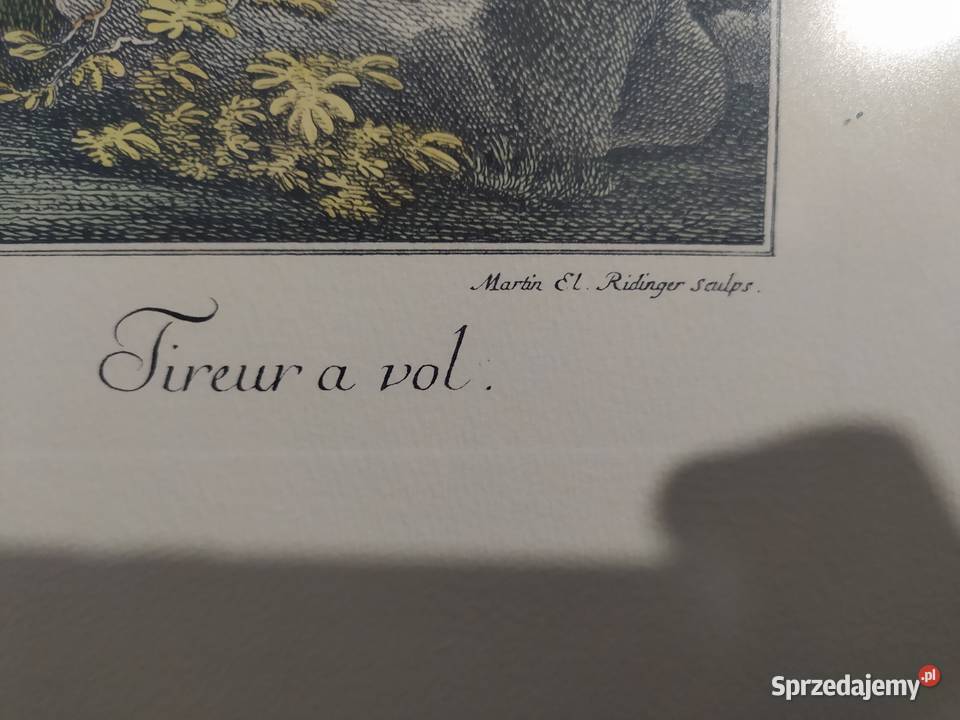 Martin El. Ridinger sculps.
Tireur a vol.
Sprzedajemy.pl